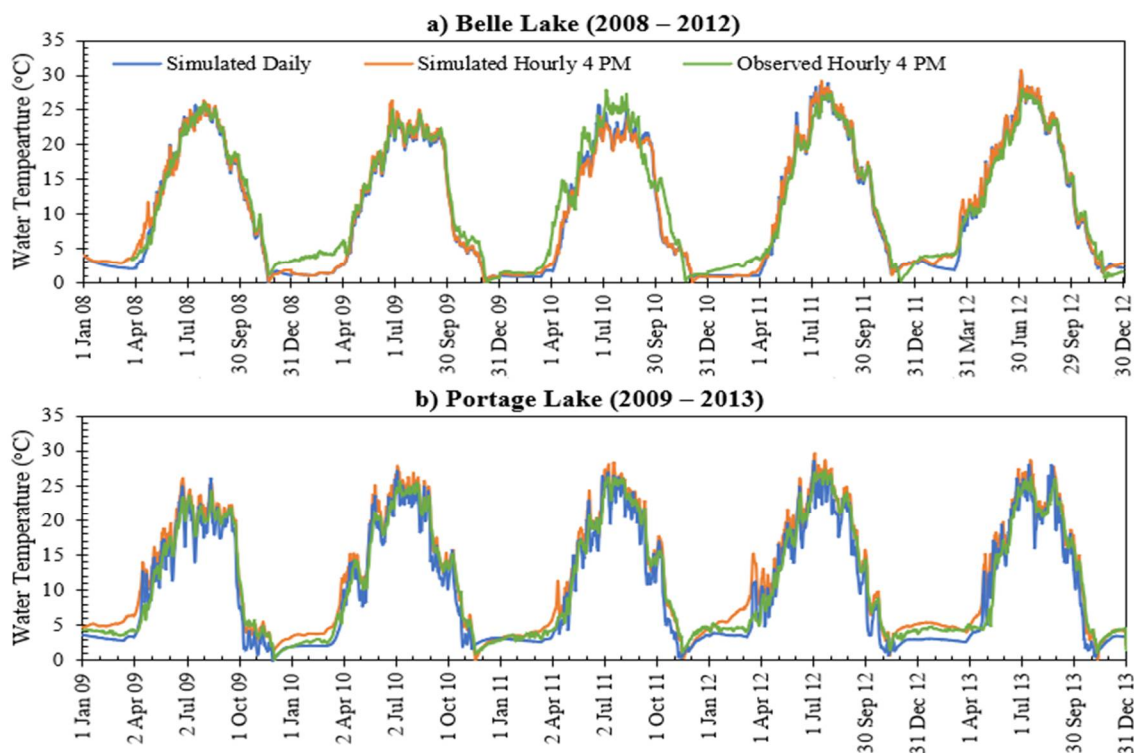 a) Belle Lake (2008 – 2012)
Simulated Daily
Simulated Hourly 4 PM
Observed Hourly 4 PM
Water Tempearture (°C)
35
30
25
20
15
10
5
0
1 Jan 08
1 Apr 08
1 Jul 08
30 Sep 08
31 Dec 08
1 Apr 09
1 Jul 09
30 Sep 09
31 Dec 09
1 Apr 10
1 Jul 10
30 Sep 10
31 Dec 10
1 Apr 11
1 Jul 11
30 Sep 11
31 Dec 11
31 Mar 12
30 Jun 12
29 Sep 12
30 Dec 12
b) Portage Lake (2009 – 2013)
Water Temperature (°C)
35
30
25
20
15
10
5
0
1 Jan 09
2 Apr 09
2 Jul 09
1 Oct 09
1 Jan 10
2 Apr 10
2 Jul 10
1 Oct 10
1 Jan 11
2 Apr 11
2 Jul 11
1 Oct 11
1 Jan 12
1 Apr 12
1 Jul 12
30 Sep 12
31 Dec 12
1 Apr 13
1 Jul 13
30 Sep 13
31 Dec 13